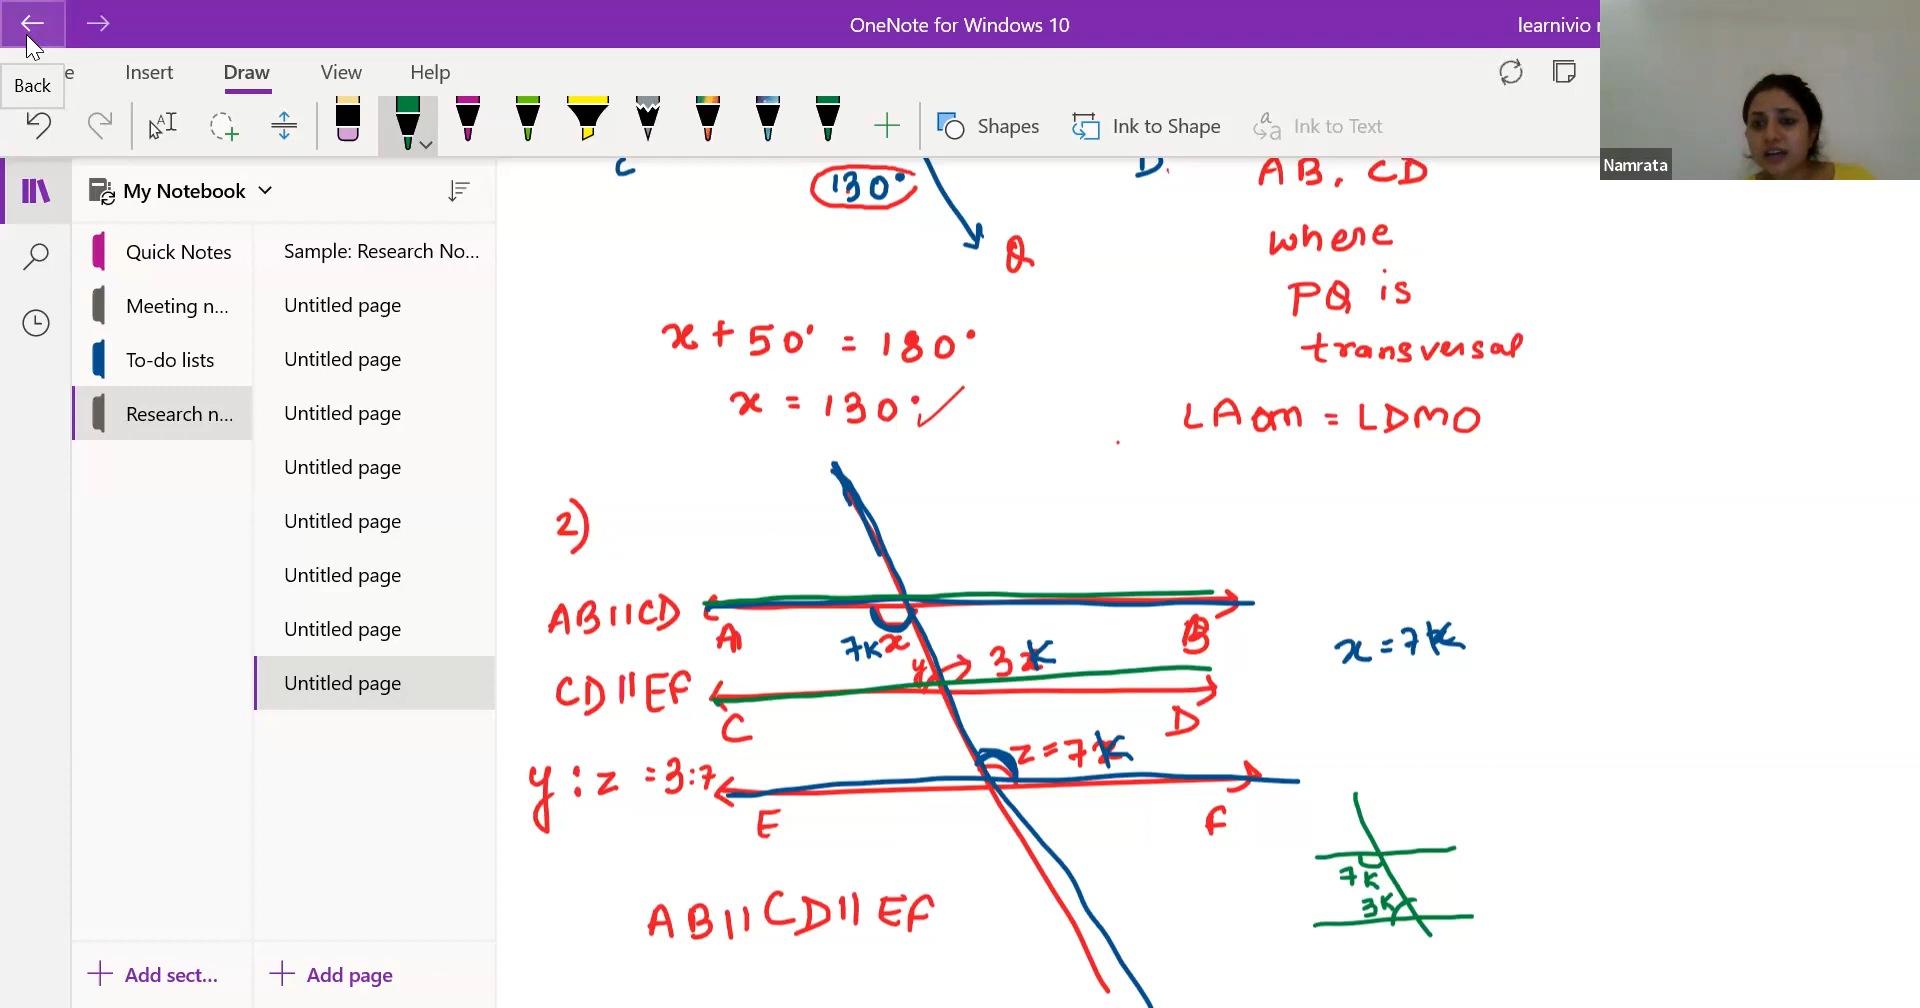 OneNote for Windows 10
learnivio
Back
Insert
Draw
View
Help
Shapes
Ink to Shape
Ink to Text
Namrata
My Notebook
Quick Notes
Meeting n...
To-do lists
Research n...
Sample: Research No...
Untitled page
Untitled page
Untitled page
Untitled page
Untitled page
Untitled page
Untitled page
Untitled page
Add sect...
Add page
C
130°
D.
Q
AB, CD
where
PQ is
transversal
x + 50° = 180°
x = 130°
∠AOM = ∠DMO
2)
AB||CD
A
B
7K x
y
3K
x = 7K
CD||EF
C
D
z = 7K
y : z = 3:7
E
F
AB||CD||EF
7K
3K